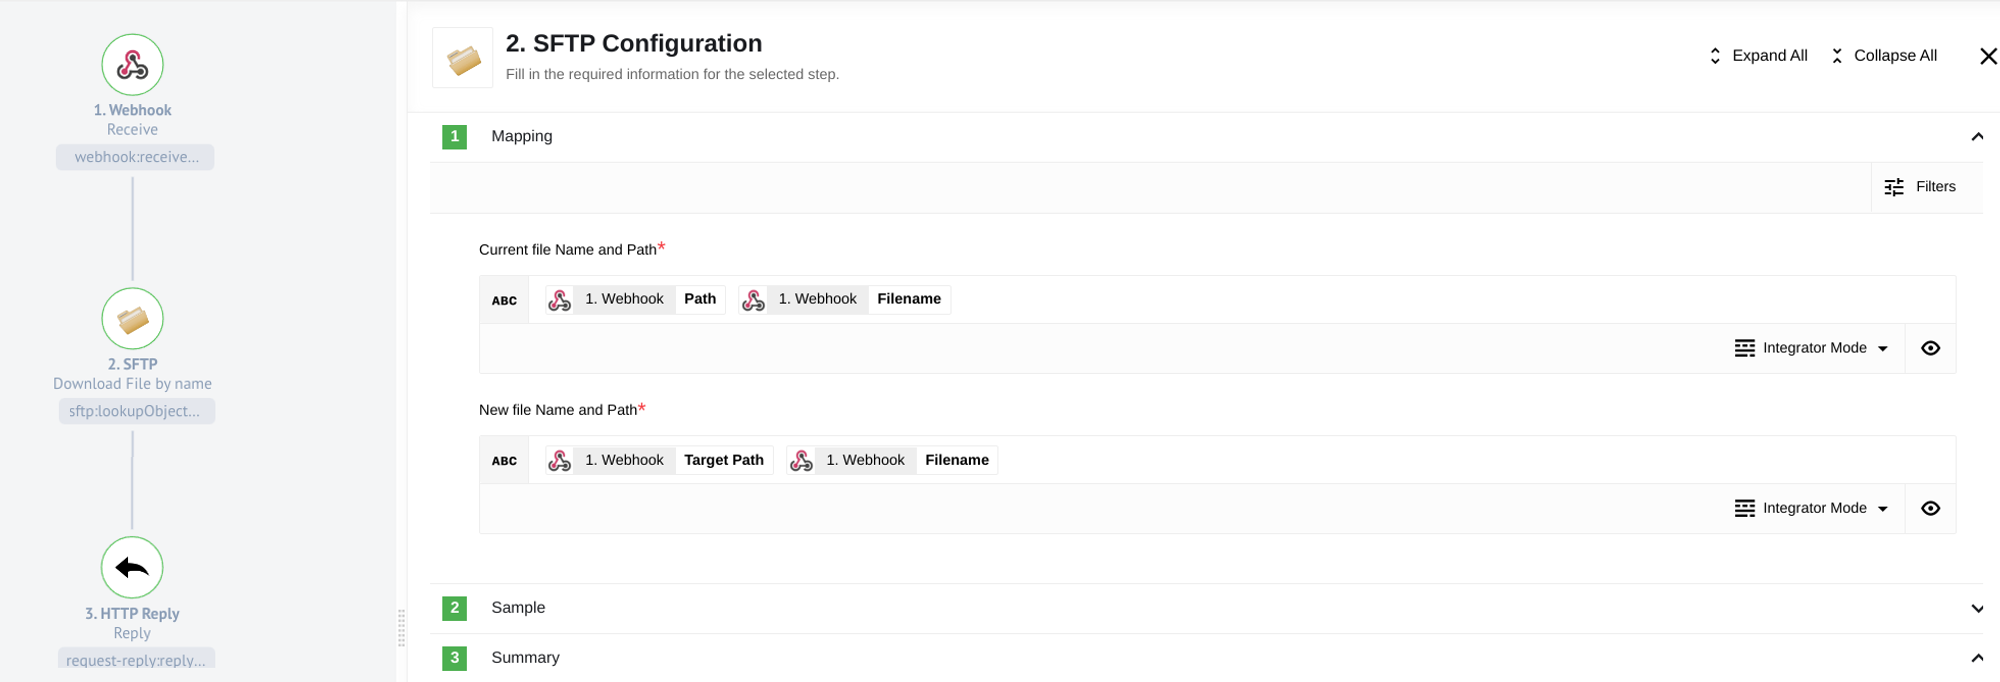 1. Webhook
Receive
webhook:receive...
2. SFTP
Download File by name
sftp:lookupObject...
3. HTTP Reply
Reply
request-reply:reply...
2. SFTP Configuration
Fill in the required information for the selected step.
Expand All
Collapse All
1 Mapping
Filters
Current file Name and Path*
ABC 1. Webhook Path 1. Webhook Filename
Integrator Mode
New file Name and Path*
ABC 1. Webhook Target Path 1. Webhook Filename
Integrator Mode
2 Sample
3 Summary